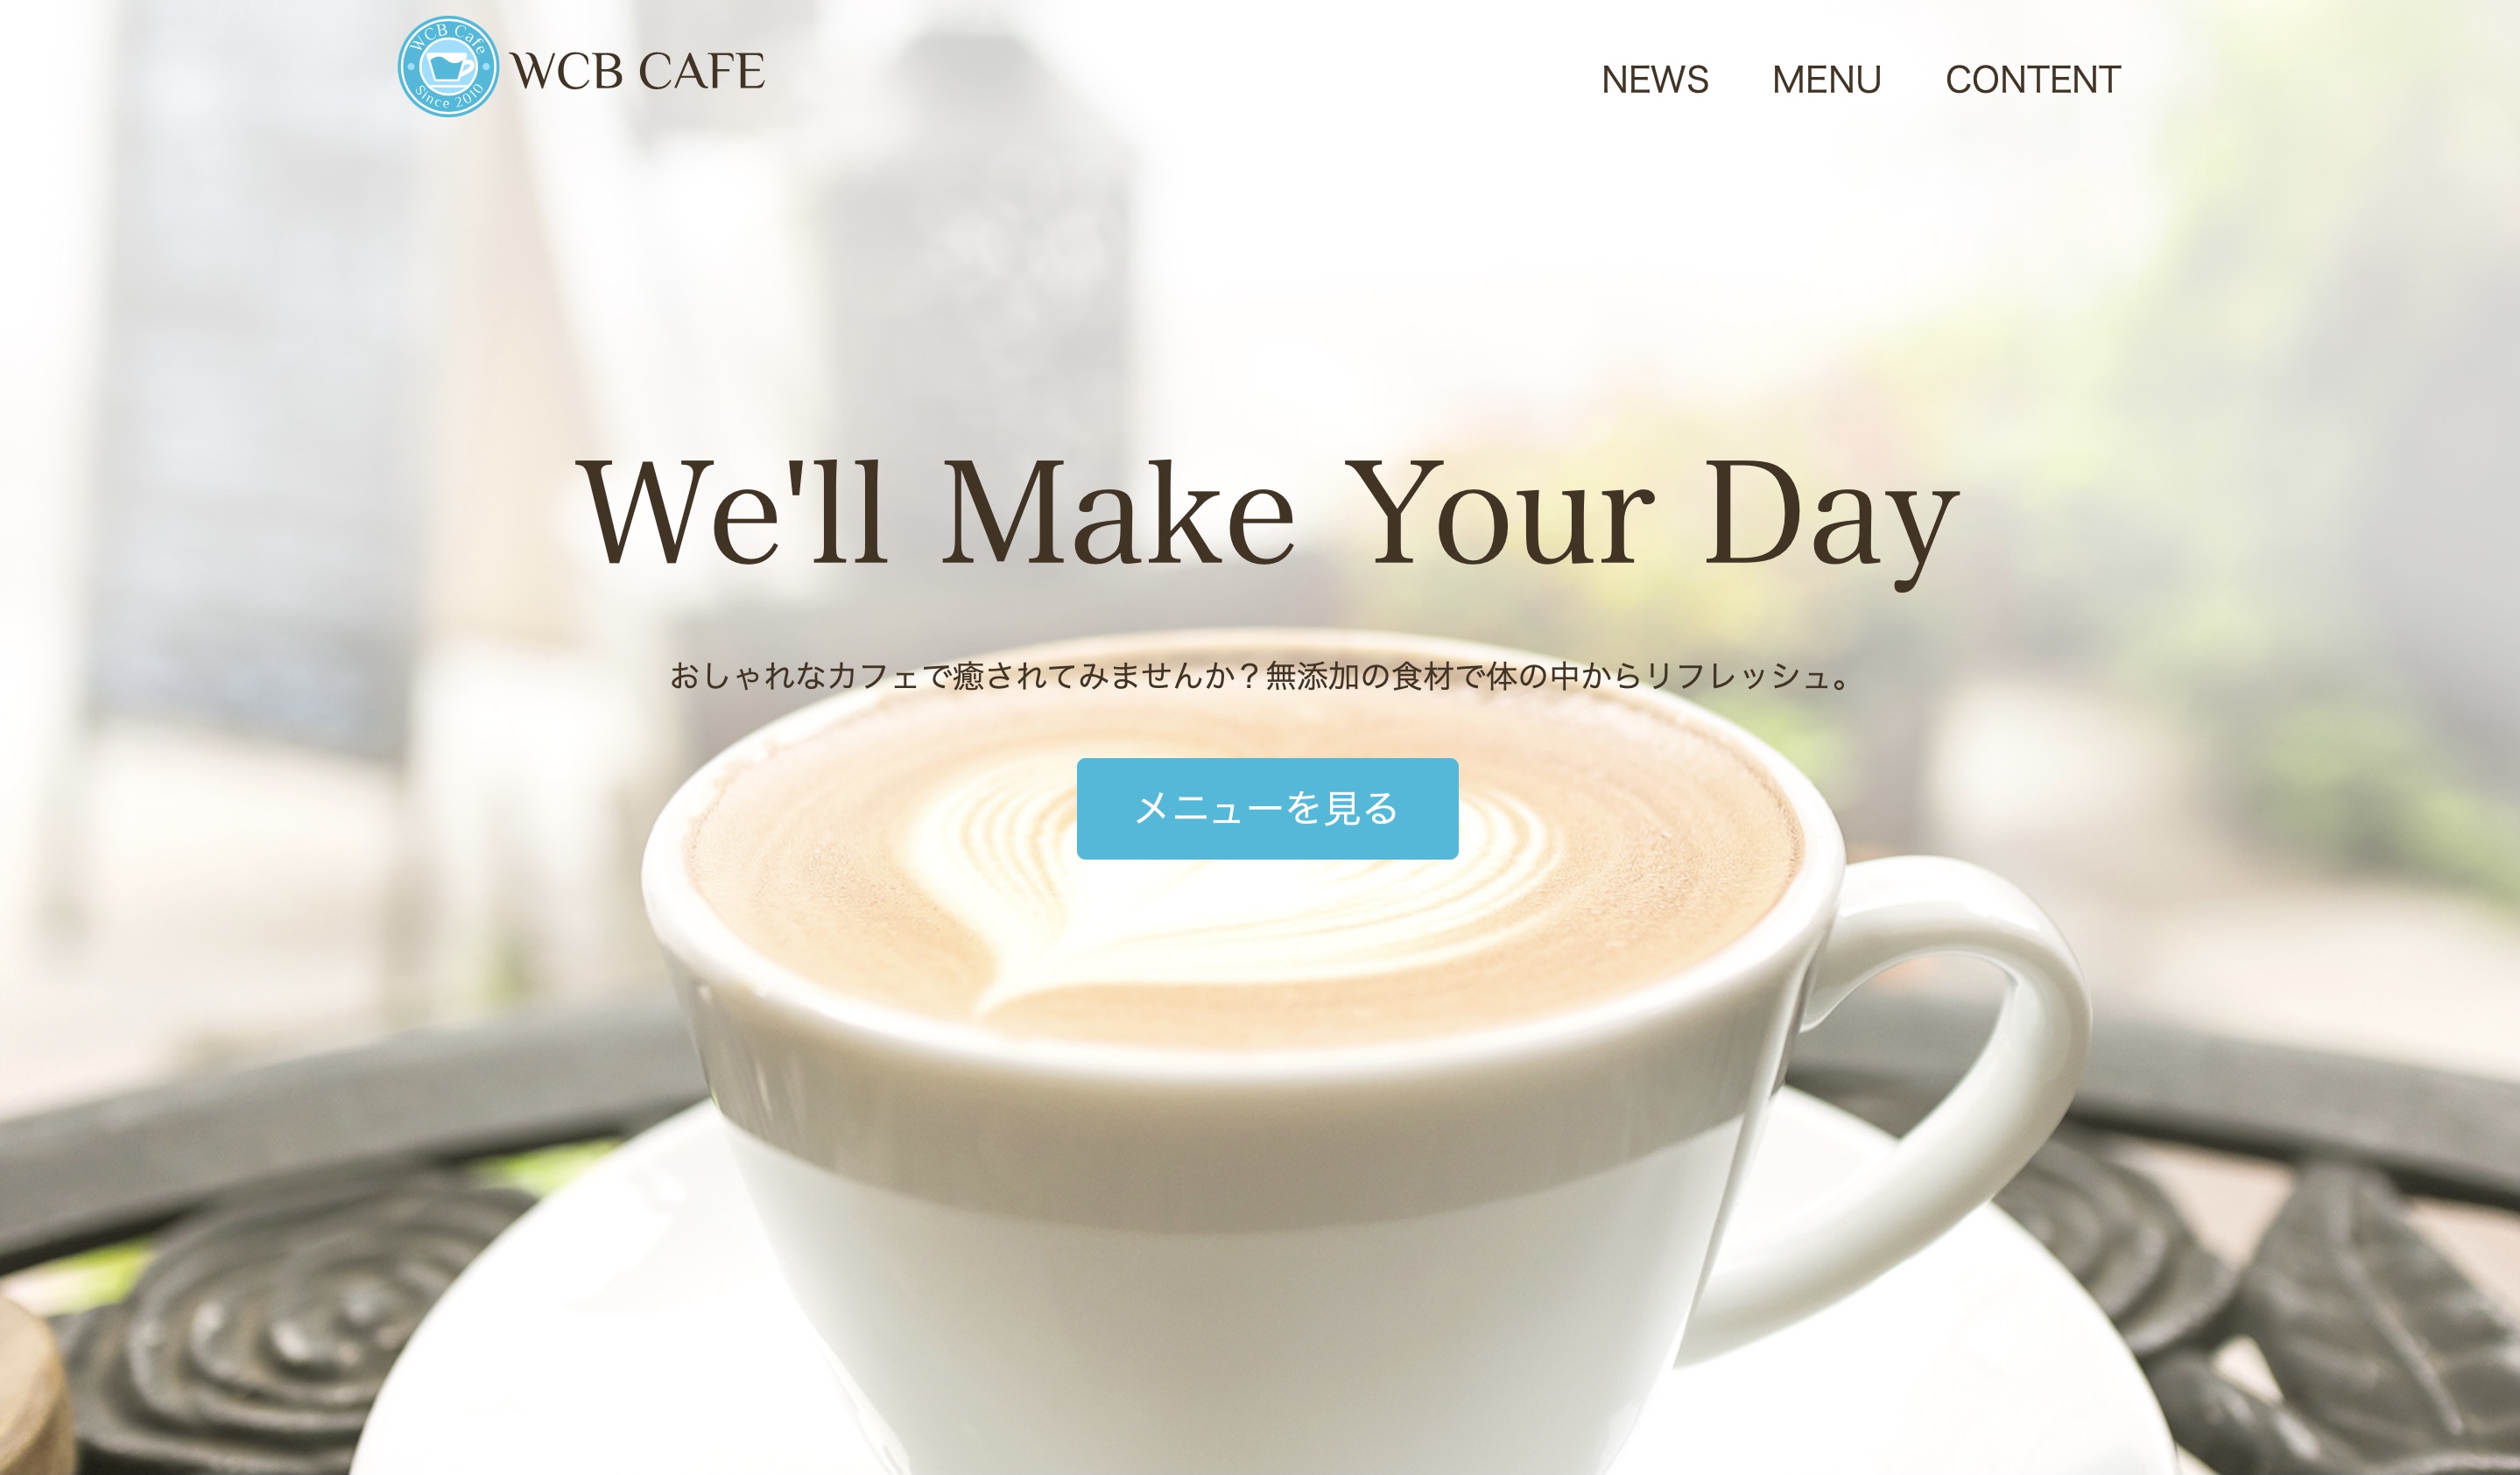 WCB Cafe
Since 2010
WCB CAFE
NEWS
MENU
CONTENT
We'll Make Your Day
おしゃれなカフェで癒されてみませんか？無添加の食材で体の中からリフレッシュ。
メニューを見る